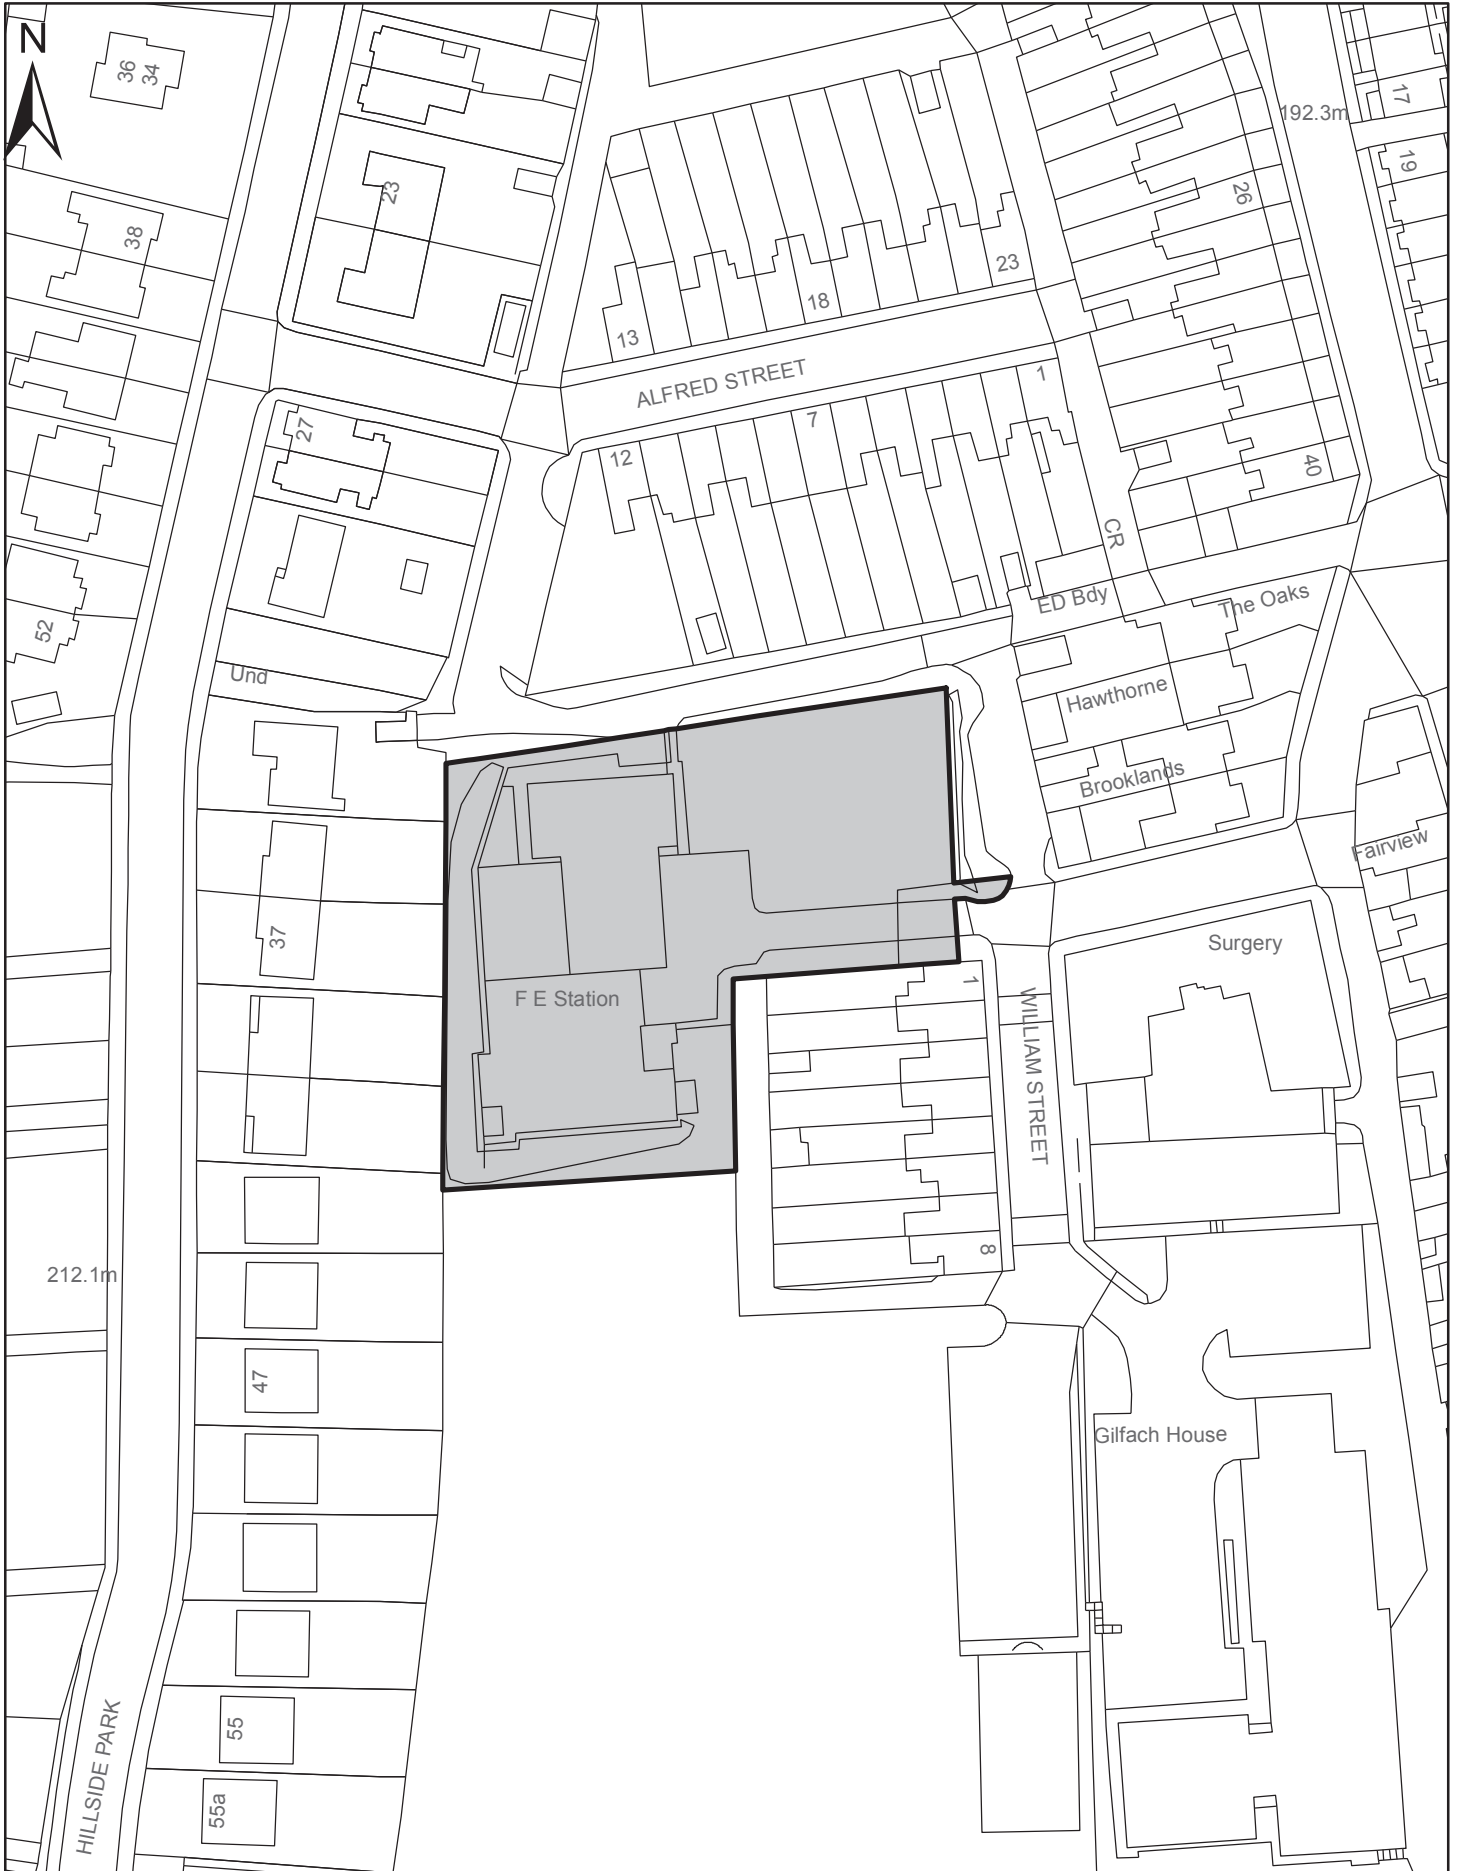 N
36
34
17
192.3m
19
23
26
38
23
18
13
ALFRED STREET
1
7
27
12
40
CR
ED Bdy
The Oaks
52
Und
Hawthorne
Brooklands
Fairview
37
Surgery
F E Station
1
WILLIAM STREET
8
212.1m
47
Gilfach House
55
HILLSIDE PARK
55a